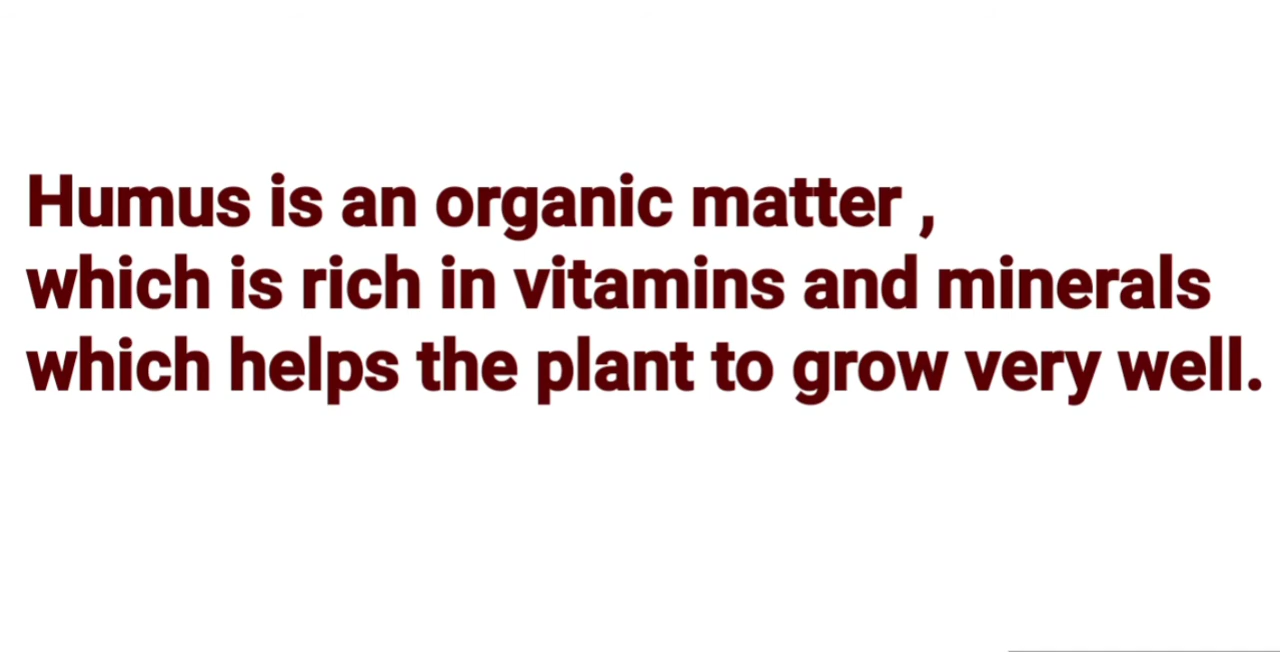 Humus is an organic matter ,
which is rich in vitamins and minerals
which helps the plant to grow very well.